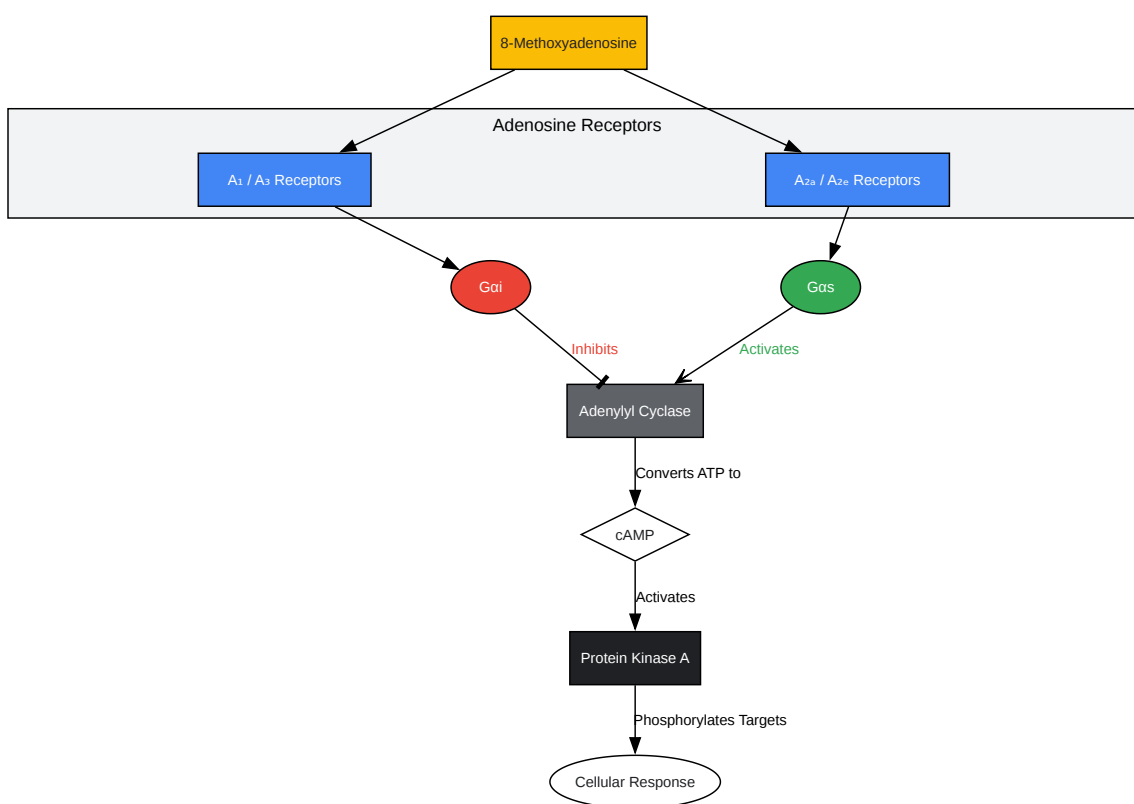 8-Methoxyadenosine
Adenosine Receptors
A₁ / A₃ Receptors
A₂ₐ / A₂ₑ Receptors
Gαi
Gαs
Inhibits
Activates
Adenylyl Cyclase
Converts ATP to
cAMP
Activates
Protein Kinase A
Phosphorylates Targets
Cellular Response